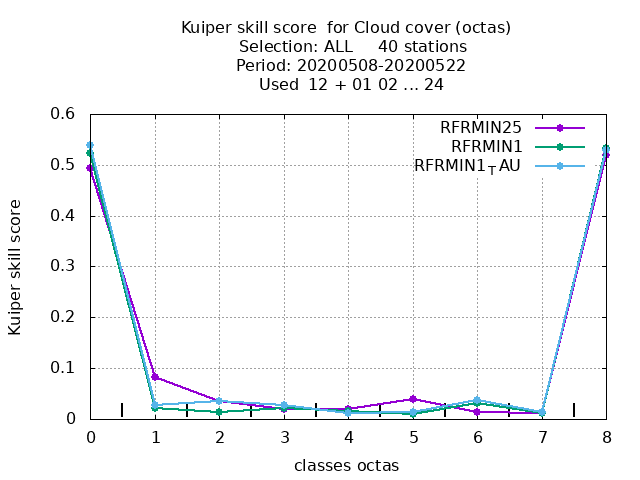 Kuiper skill score  for Cloud cover (octas)
Selection: ALL     40 stations
Period: 20200508-20200522
Used  12 + 01 02 ... 24
0.6
0.5
0.4
0.3
0.2
0.1
0
Kuiper skill score
RFRMIN25
RFRMIN1
RFRMIN1TAU
0 1 2 3 4 5 6 7 8
classes octas